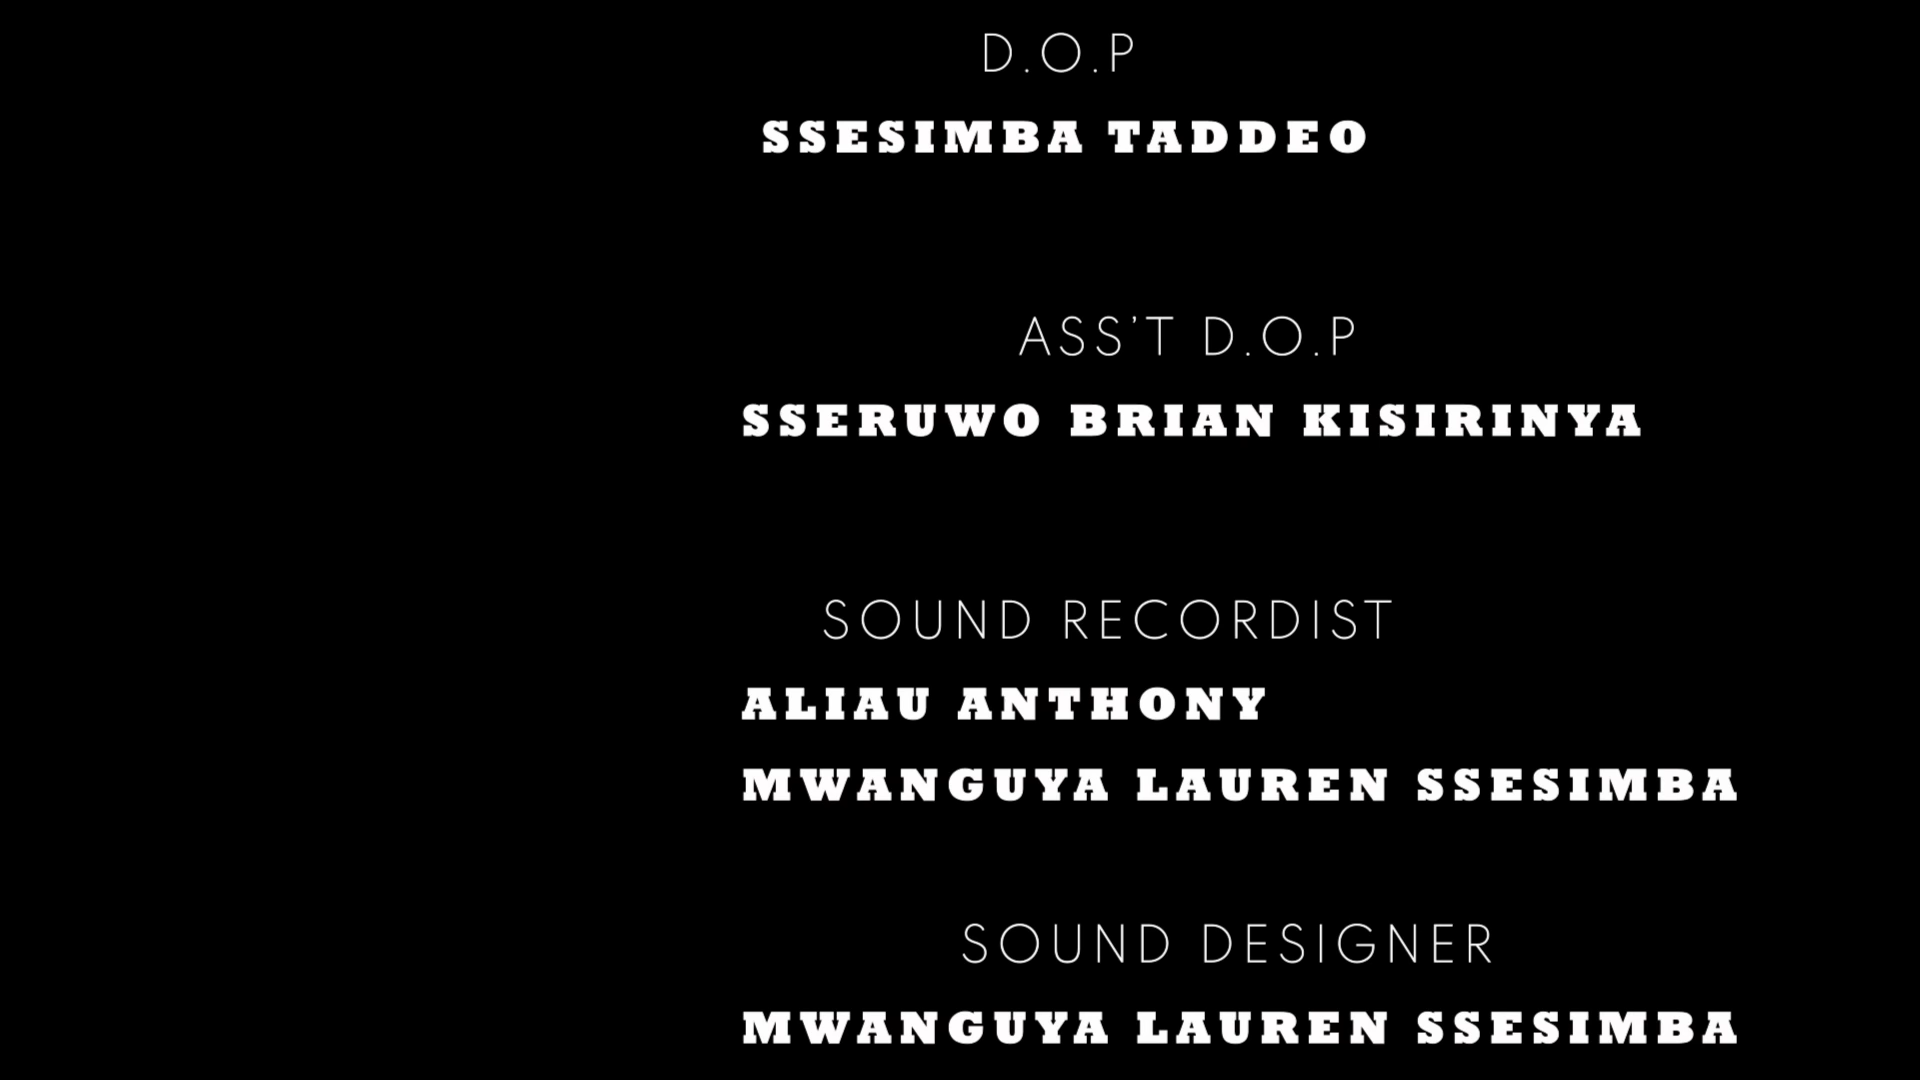 D.O.P
SSESIMBA TADDEO
ASS'T D.O.P
SSERUWO BRIAN KISIRINYA
SOUND RECORDIST
ALIAU ANTHONY
MWANGUYA LAUREN SSESIMBA
SOUND DESIGNER
MWANGUYA LAUREN SSESIMBA